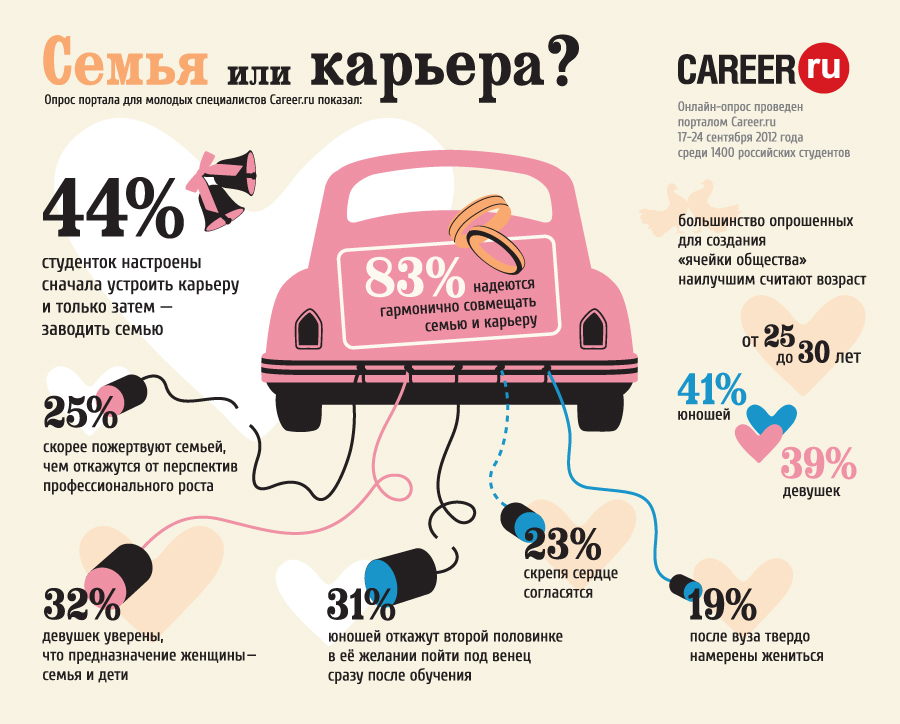 Семья или карьера?
Опрос портала для молодых специалистов Career.ru показал:
CAREER ru
Онлайн-опрос проведен
порталом Career.ru
17-24 сентября 2012 года
среди 1400 российских студентов
44%
студенток настроены
сначала устроить карьеру
и только затем —
заводить семью
83% надеются
гармонично совмещать
семью и карьеру
большинство опрошенных
для создания
«ячейки общества»
наилучшим считают возраст
от 25
до 30 лет
41%
юношей
39%
девушек
25%
скорее пожертвуют семьей,
чем откажутся от перспектив
профессионального роста
32%
девушек уверены,
что предназначение женщины—
семья и дети
31%
юношей откажут второй половинке
в её желании пойти под венец
сразу после обучения
23%
скрепя сердце
согласятся
19%
после вуза твердо
намерены жениться